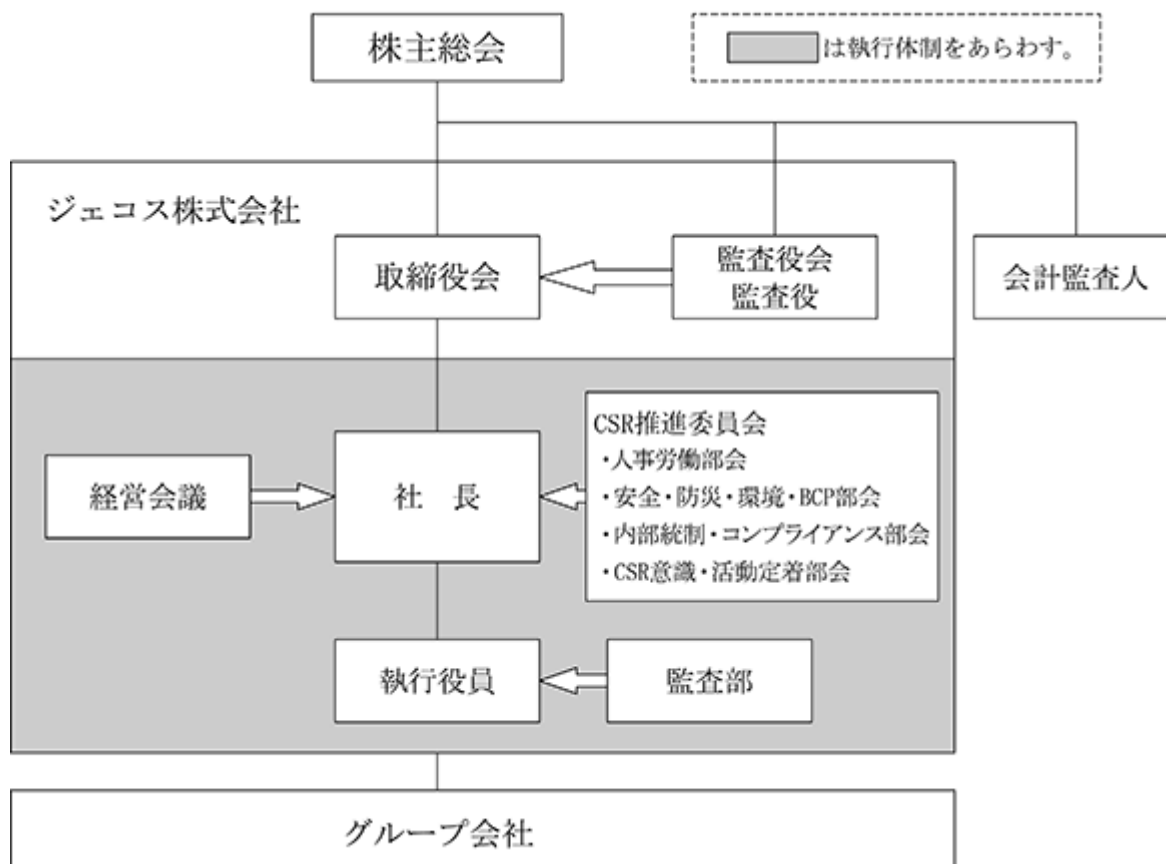 株主総会
は執行体制をあらわす。
ジェコス株式会社
取締役会
監査役会
監査役
会計監査人
経営会議
社　長
CSR推進委員会
・人事労働部会
・安全・防災・環境・BCP部会
・内部統制・コンプライアンス部会
・CSR意識・活動定着部会
執行役員
監査部
グループ会社